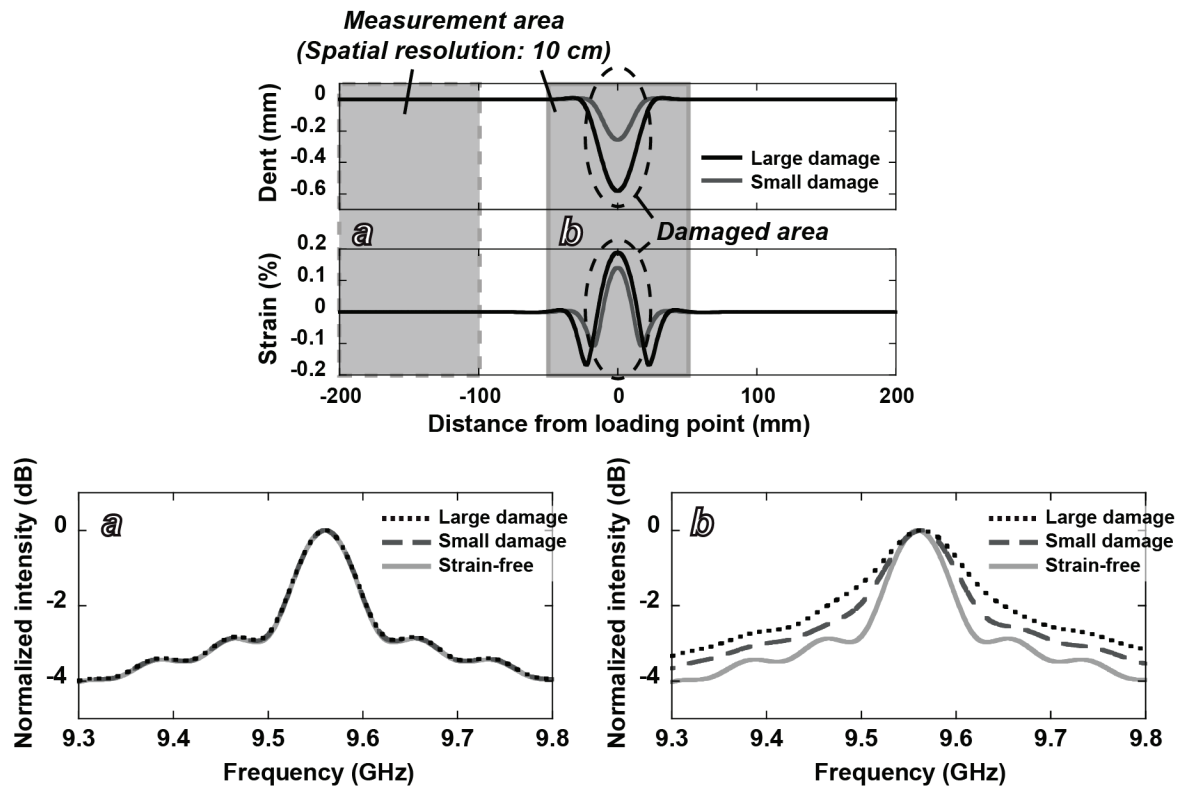 Measurement area
(Spatial resolution: 10 cm)
Dent (mm)
0
-0.2
-0.4
-0.6
Large damage
Small damage
a
b
Damaged area
Strain (%)
0.2
0.1
0
-0.1
-0.2
-200
-100
0
100
200
Distance from loading point (mm)
Normalized intensity (dB)
a
0
-2
-4
Large damage
Small damage
Strain-free
9.3
9.4
9.5
9.6
9.7
9.8
Frequency (GHz)
Normalized intensity (dB)
b
0
-2
-4
Large damage
Small damage
Strain-free
9.3
9.4
9.5
9.6
9.7
9.8
Frequency (GHz)